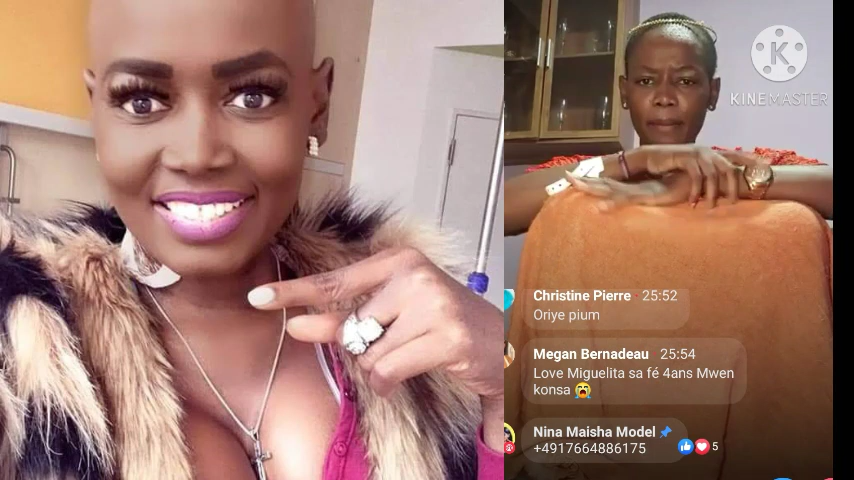 K
KINEMASTER
Christine Pierre 25:52
Oriye pium
Megan Bernadeau 25:54
Love Miguelita sa fé 4ans Mwen
konsa 😭
Nina Maisha Model 📌
+4917664886175
5